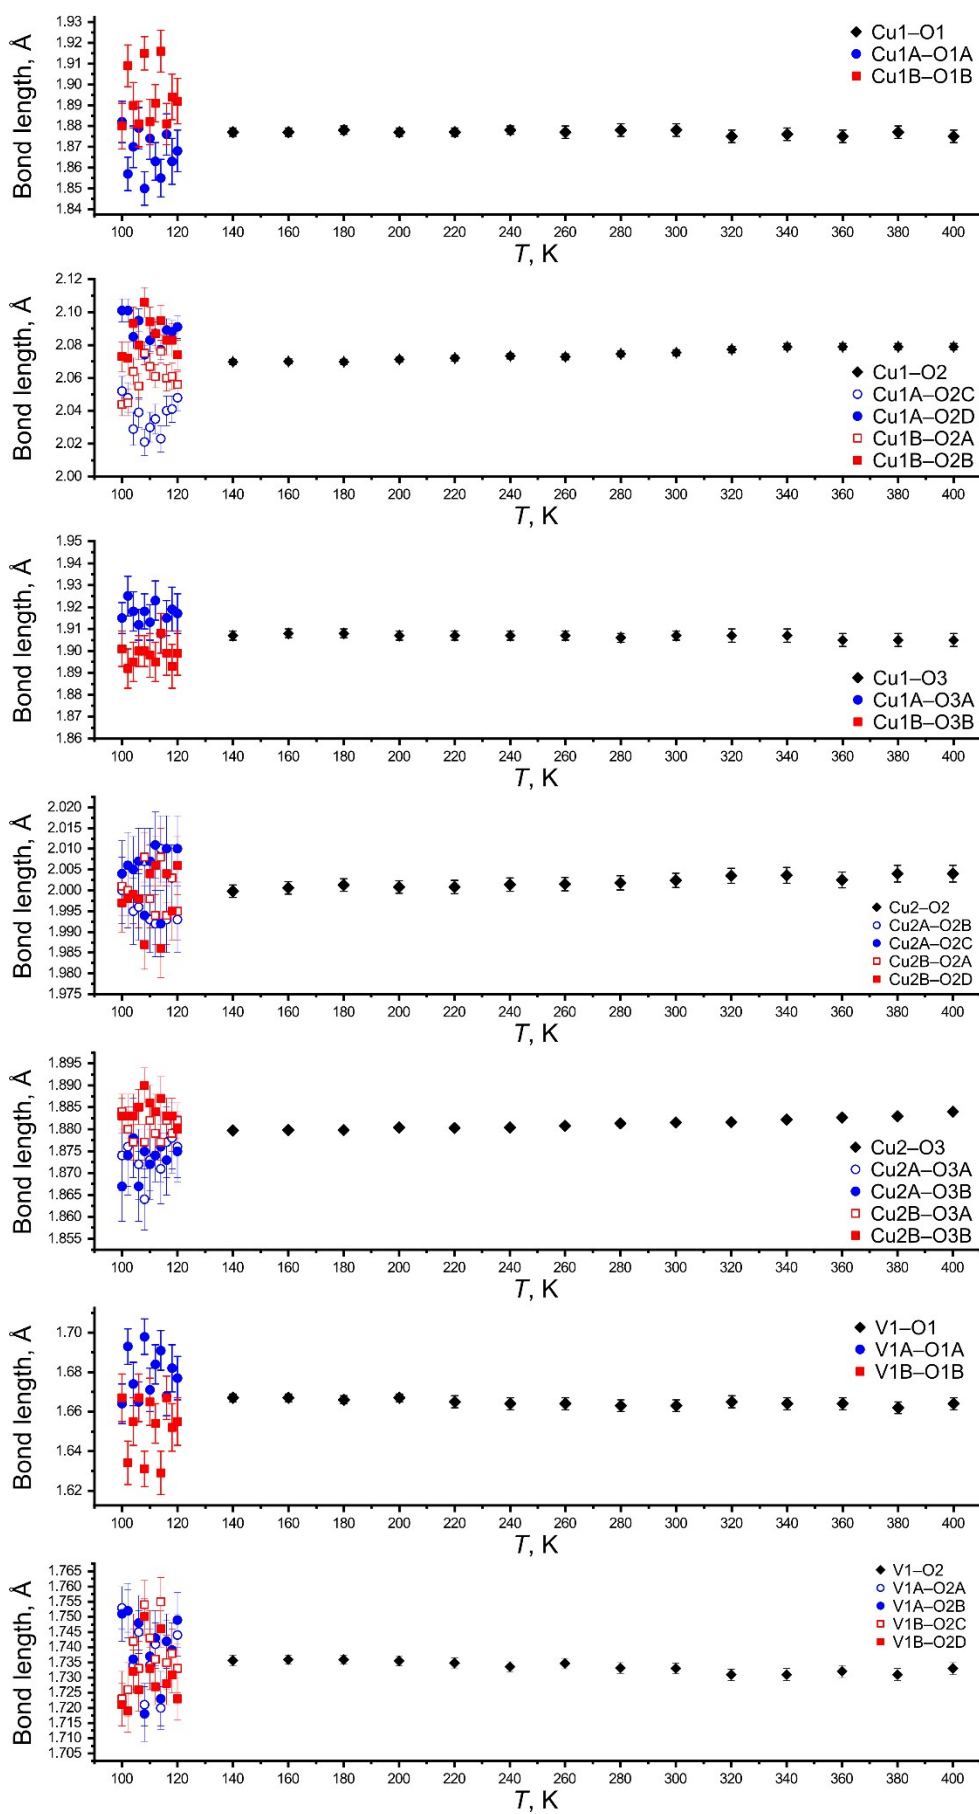 Bond length, Å
1.93
1.92
1.91
1.90
1.89
1.88
1.87
1.86
1.85
1.84
Cu1–O1
Cu1A–O1A
Cu1B–O1B
100 120 140 160 180 200 220 240 260 280 300 320 340 360 380 400
T, K
Bond length, Å
2.12
2.10
2.08
2.06
2.04
2.02
2.00
Cu1–O2
Cu1A–O2C
Cu1A–O2D
Cu1B–O2A
Cu1B–O2B
100 120 140 160 180 200 220 240 260 280 300 320 340 360 380 400
T, K
Bond length, Å
1.95
1.94
1.93
1.92
1.91
1.90
1.89
1.88
1.87
1.86
Cu1–O3
Cu1A–O3A
Cu1B–O3B
100 120 140 160 180 200 220 240 260 280 300 320 340 360 380 400
T, K
Bond length, Å
2.020
2.015
2.010
2.005
2.000
1.995
1.990
1.985
1.980
1.975
Cu2–O2
Cu2A–O2B
Cu2A–O2C
Cu2B–O2A
Cu2B–O2D
100 120 140 160 180 200 220 240 260 280 300 320 340 360 380 400
T, K
Bond length, Å
1.895
1.890
1.885
1.880
1.875
1.870
1.865
1.860
1.855
Cu2–O3
Cu2A–O3A
Cu2A–O3B
Cu2B–O3A
Cu2B–O3B
100 120 140 160 180 200 220 240 260 280 300 320 340 360 380 400
T, K
Bond length, Å
1.70
1.68
1.66
1.64
1.62
V1–O1
V1A–O1A
V1B–O1B
100 120 140 160 180 200 220 240 260 280 300 320 340 360 380 400
T, K
Bond length, Å
1.765
1.760
1.755
1.750
1.745
1.740
1.735
1.730
1.725
1.720
1.715
1.710
1.705
V1–O2
V1A–O2A
V1A–O2B
V1B–O2C
V1B–O2D
100 120 140 160 180 200 220 240 260 280 300 320 340 360 380 400
T, K